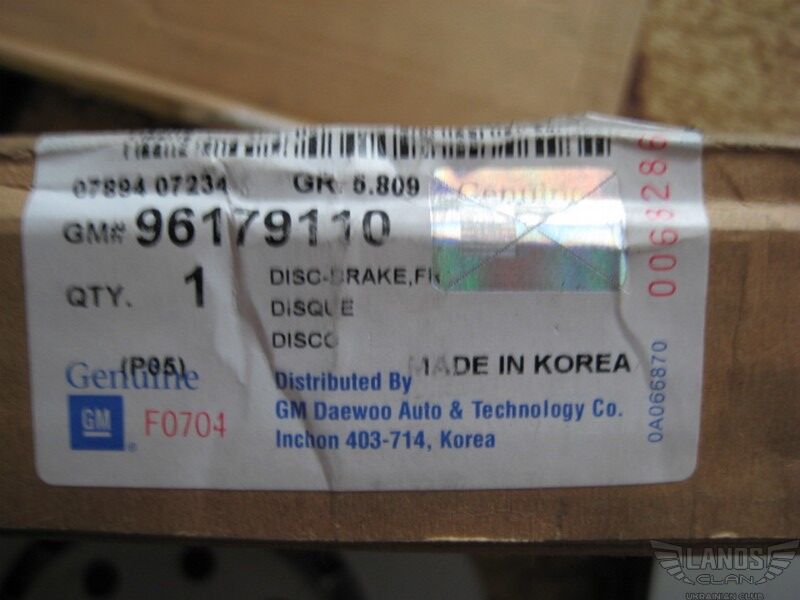 07894 07234 GR. 5.809
GM# 96179110
Genuine
QTY. 1
DISC-BRAKE,FR
DISQUE
DISCO
(P05)
MADE IN KOREA
Genuine
GM
F0704
Distributed By
GM Daewoo Auto & Technology Co.
Inchon 403-714, Korea
0068286
0A066870
LANOS
CLAN
UKRAINIAN CLUB